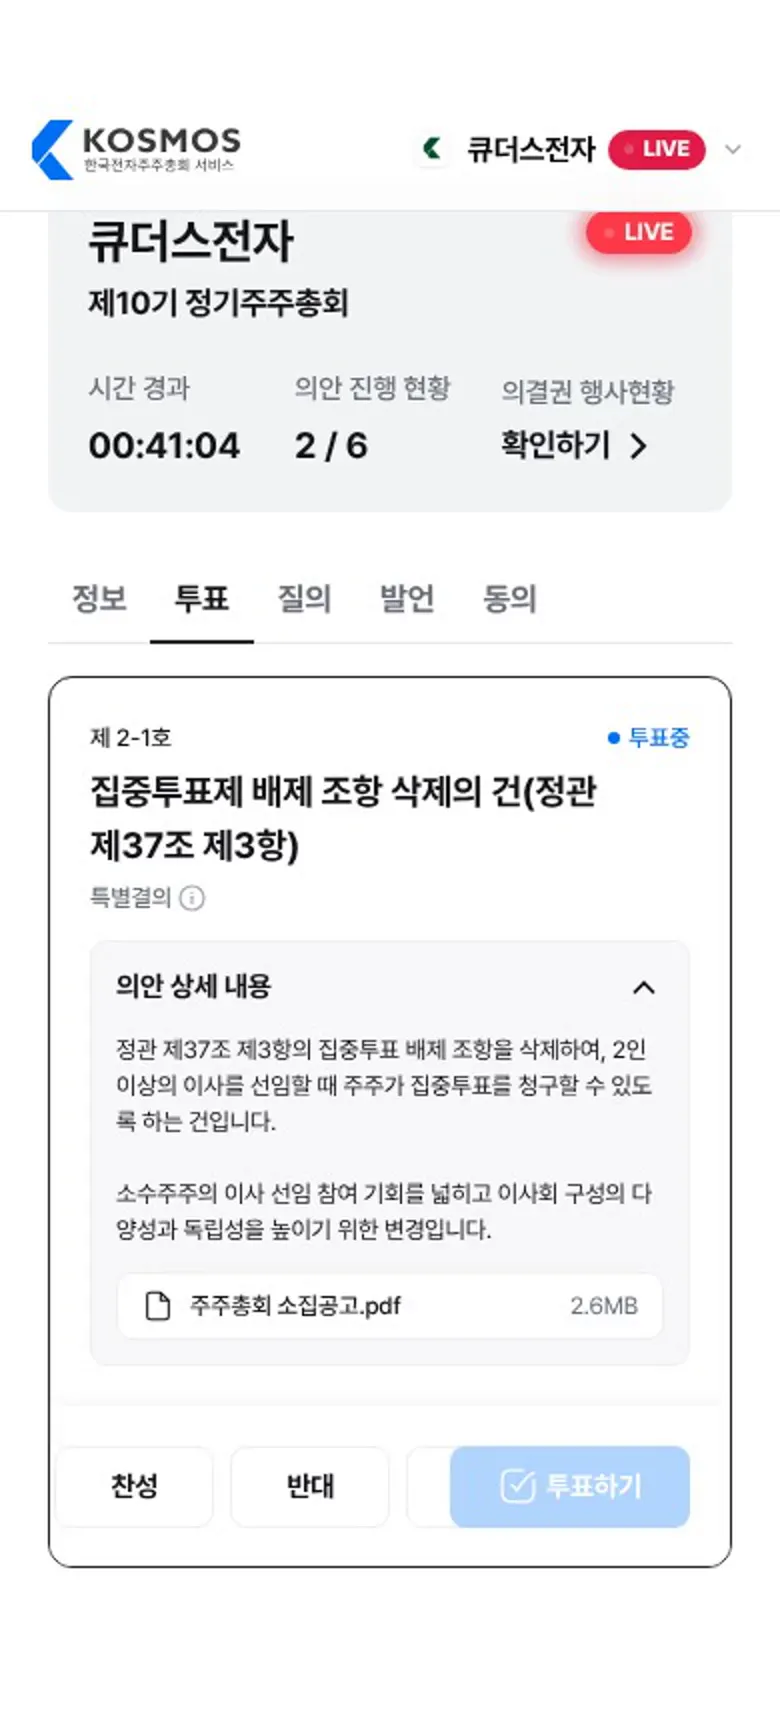 KOSMOS
한국전자주주총회 서비스
큐더스전자 LIVE
큐더스전자 LIVE
제10기 정기주주총회
시간 경과 의안 진행 현황 의결권 행사현황
00:41:04 2 / 6 확인하기
정보 투표 질의 발언 동의
제 2-1호 투표중
집중투표제 배제 조항 삭제의 건(정관
제37조 제3항)
특별결의
의안 상세 내용
정관 제37조 제3항의 집중투표 배제 조항을 삭제하여, 2인
이상의 이사를 선임할 때 주주가 집중투표를 청구할 수 있도
록 하는 건입니다.
소수주주의 이사 선임 참여 기회를 넓히고 이사회 구성의 다
양성과 독립성을 높이기 위한 변경입니다.
주주총회 소집공고.pdf 2.6MB
찬성 반대 투표하기